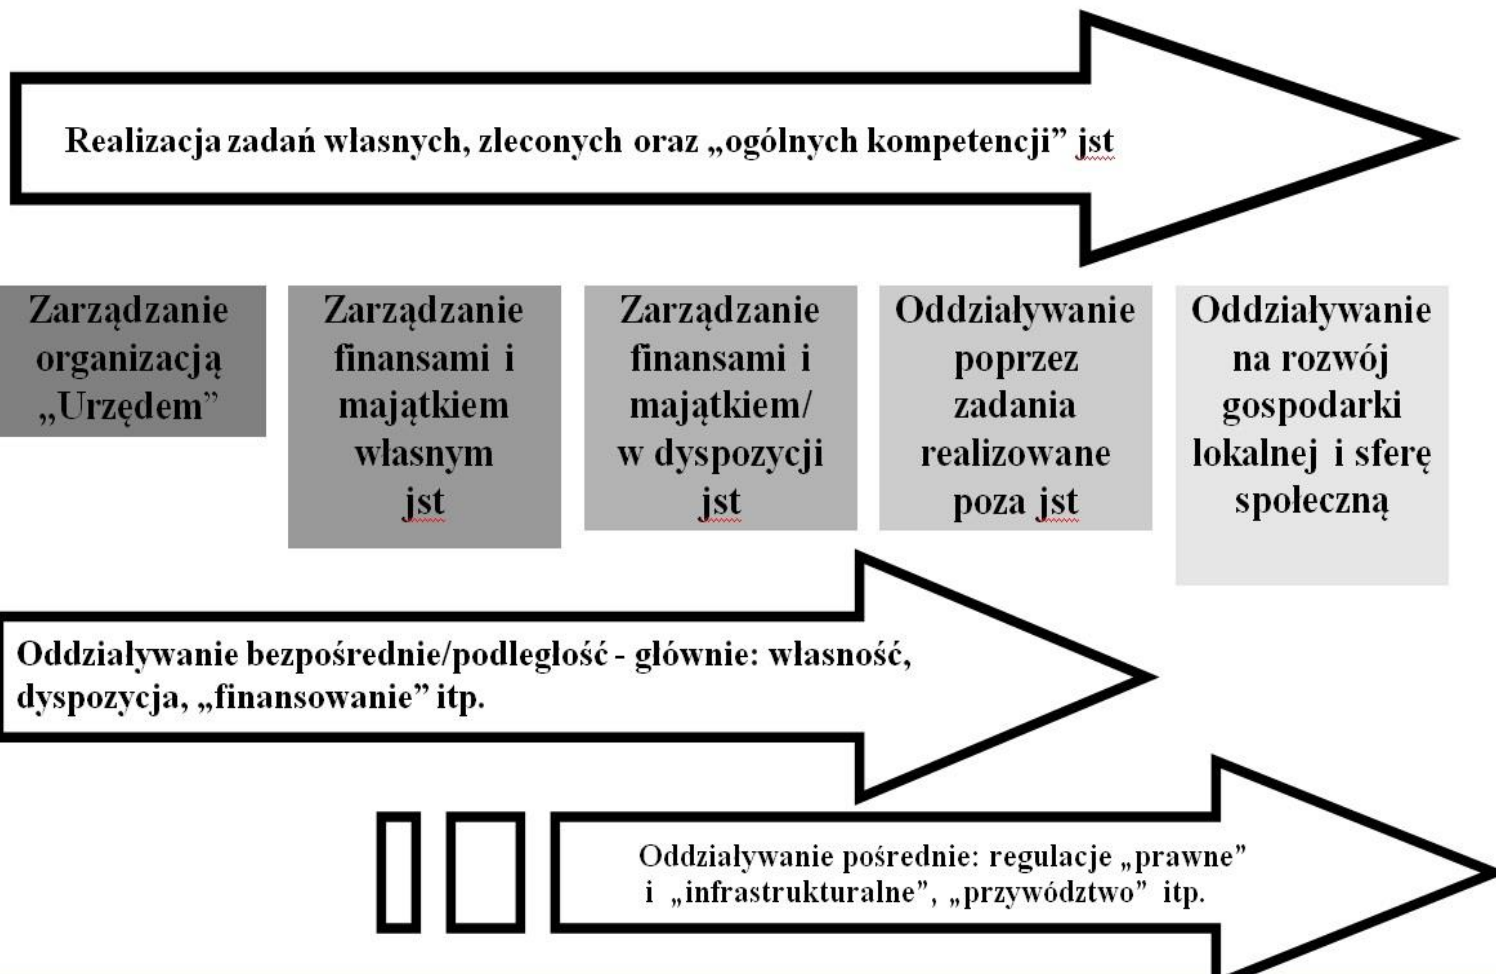 Realizacja zadań własnych, zleconych oraz „ogólnych kompetencji” jst
Zarządzanie
organizacją
„Urzędem”
Zarządzanie
finansami i
majątkiem
własnym
jst
Zarządzanie
finansami i
majątkiem/
w dyspozycji
jst
Oddziaływanie
poprzez
zadania
realizowane
poza jst
Oddziaływanie
na rozwój
gospodarki
lokalnej i sferę
społeczną
Oddziaływanie bezpośrednie/podległość - głównie: własność,
dyspozycja, „finansowanie” itp.
Oddziaływanie pośrednie: regulacje „prawne”
i „infrastrukturalne”, „przywództwo” itp.